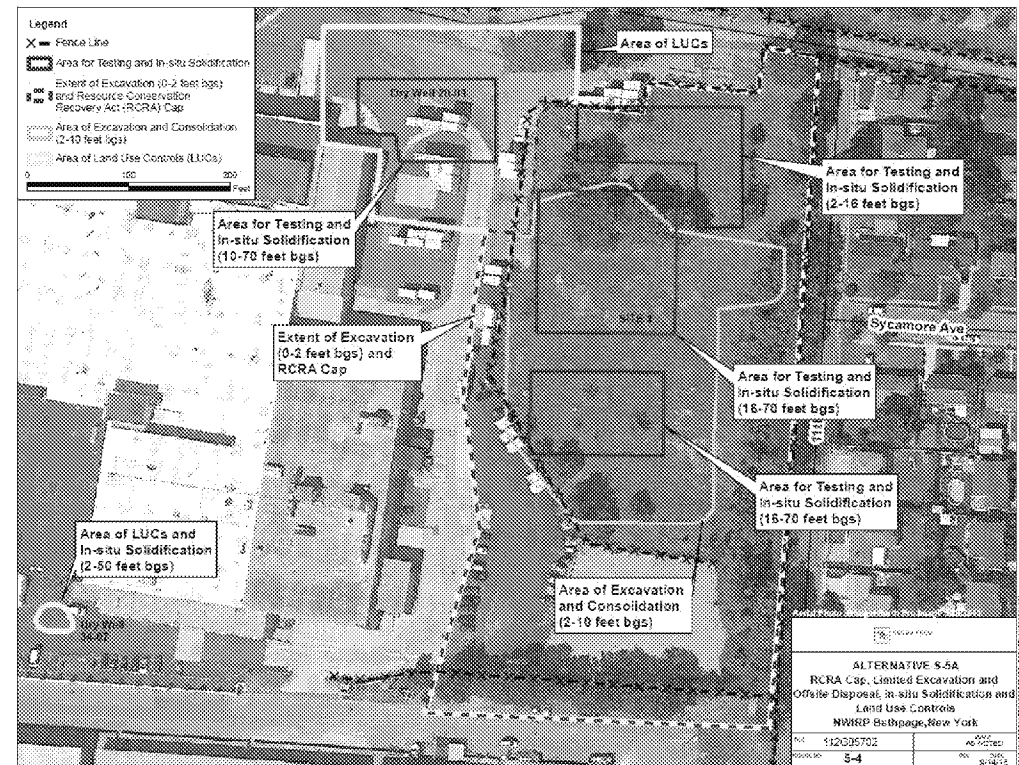 Legend
Fence Line
Area for Testing and In-situ Solidification
Extent of Excavation (0-2 feet bgs)
and Resource Conservation
Recovery Act (RCRA) Cap
Area of Excavation and Consolidation
(2-10 feet bgs)
Area of Land Use Controls (LUCs)
0 100 200
Feet
Area of LUCs
Dry Well 20-03
Area for Testing and
In-situ Solidification
(2-16 feet bgs)
Area for Testing and
In-situ Solidification
(10-70 feet bgs)
Site 1
Sycamore Ave
Extent of Excavation
(0-2 feet bgs) and
RCRA Cap
Area for Testing and
In-situ Solidification
(16-70 feet bgs)
Area for Testing and
In-situ Solidification
(16-70 feet bgs)
Area of LUCs and
In-situ Solidification
(2-50 feet bgs)
Dry Well
34-07
Area of Excavation
and Consolidation
(2-10 feet bgs)
ALTERNATIVE S-5A
RCRA Cap, Limited Excavation and
Offsite Disposal, In-situ Solidification and
Land Use Controls
NWIRP Bethpage, New York
112G85702
5-4